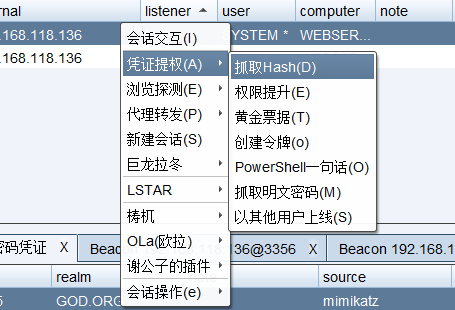 rnal listener user computer note
.168.118.136 SYSTEM * WEBSER...
.168.118.136
会话交互(I)
凭证提权(A)
浏览探测(E)
代理转发(P)
新建会话(S)
巨龙拉冬
LSTAR
梼杌
OLa(欧拉)
谢公子的插件
会话操作(e)
抓取Hash(D)
权限提升(E)
黄金票据(T)
创建令牌(o)
PowerShell一句话(O)
抓取明文密码(M)
以其他用户上线(S)
密码凭证 X Beacon 136@3356 X Beacon 192.168.1
realm source
GOD.ORG mimikatz